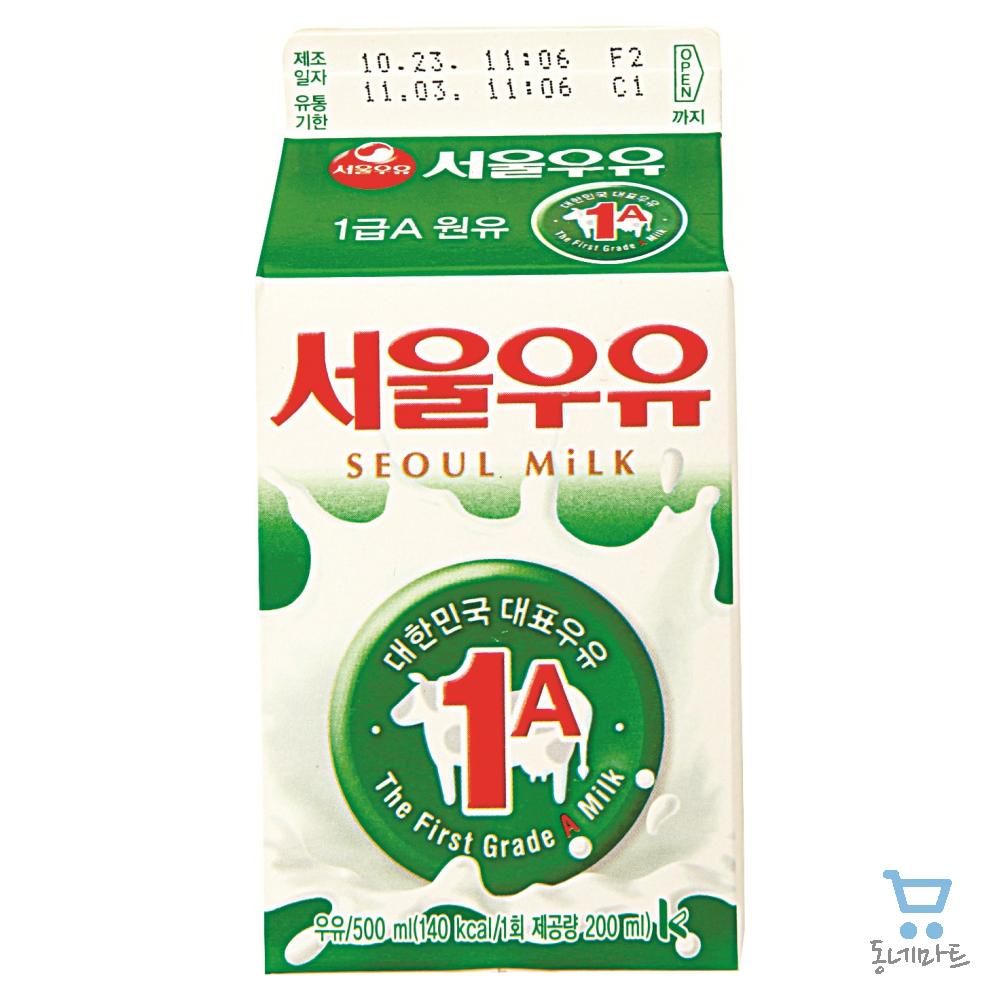 제조일자 10.23. 11:06 F2
유통기한 11.03. 11:06 C1 까지
OPEN
서울우유 서울우유
1급A 원유
대한민국 대표우유
1A
The First Grade A Milk
서울우유
SEOUL MiLK
대한민국 대표우유
1A
The First Grade A Milk
우유/500 ml(140 kcal/1회 제공량 200 ml)
동네마트